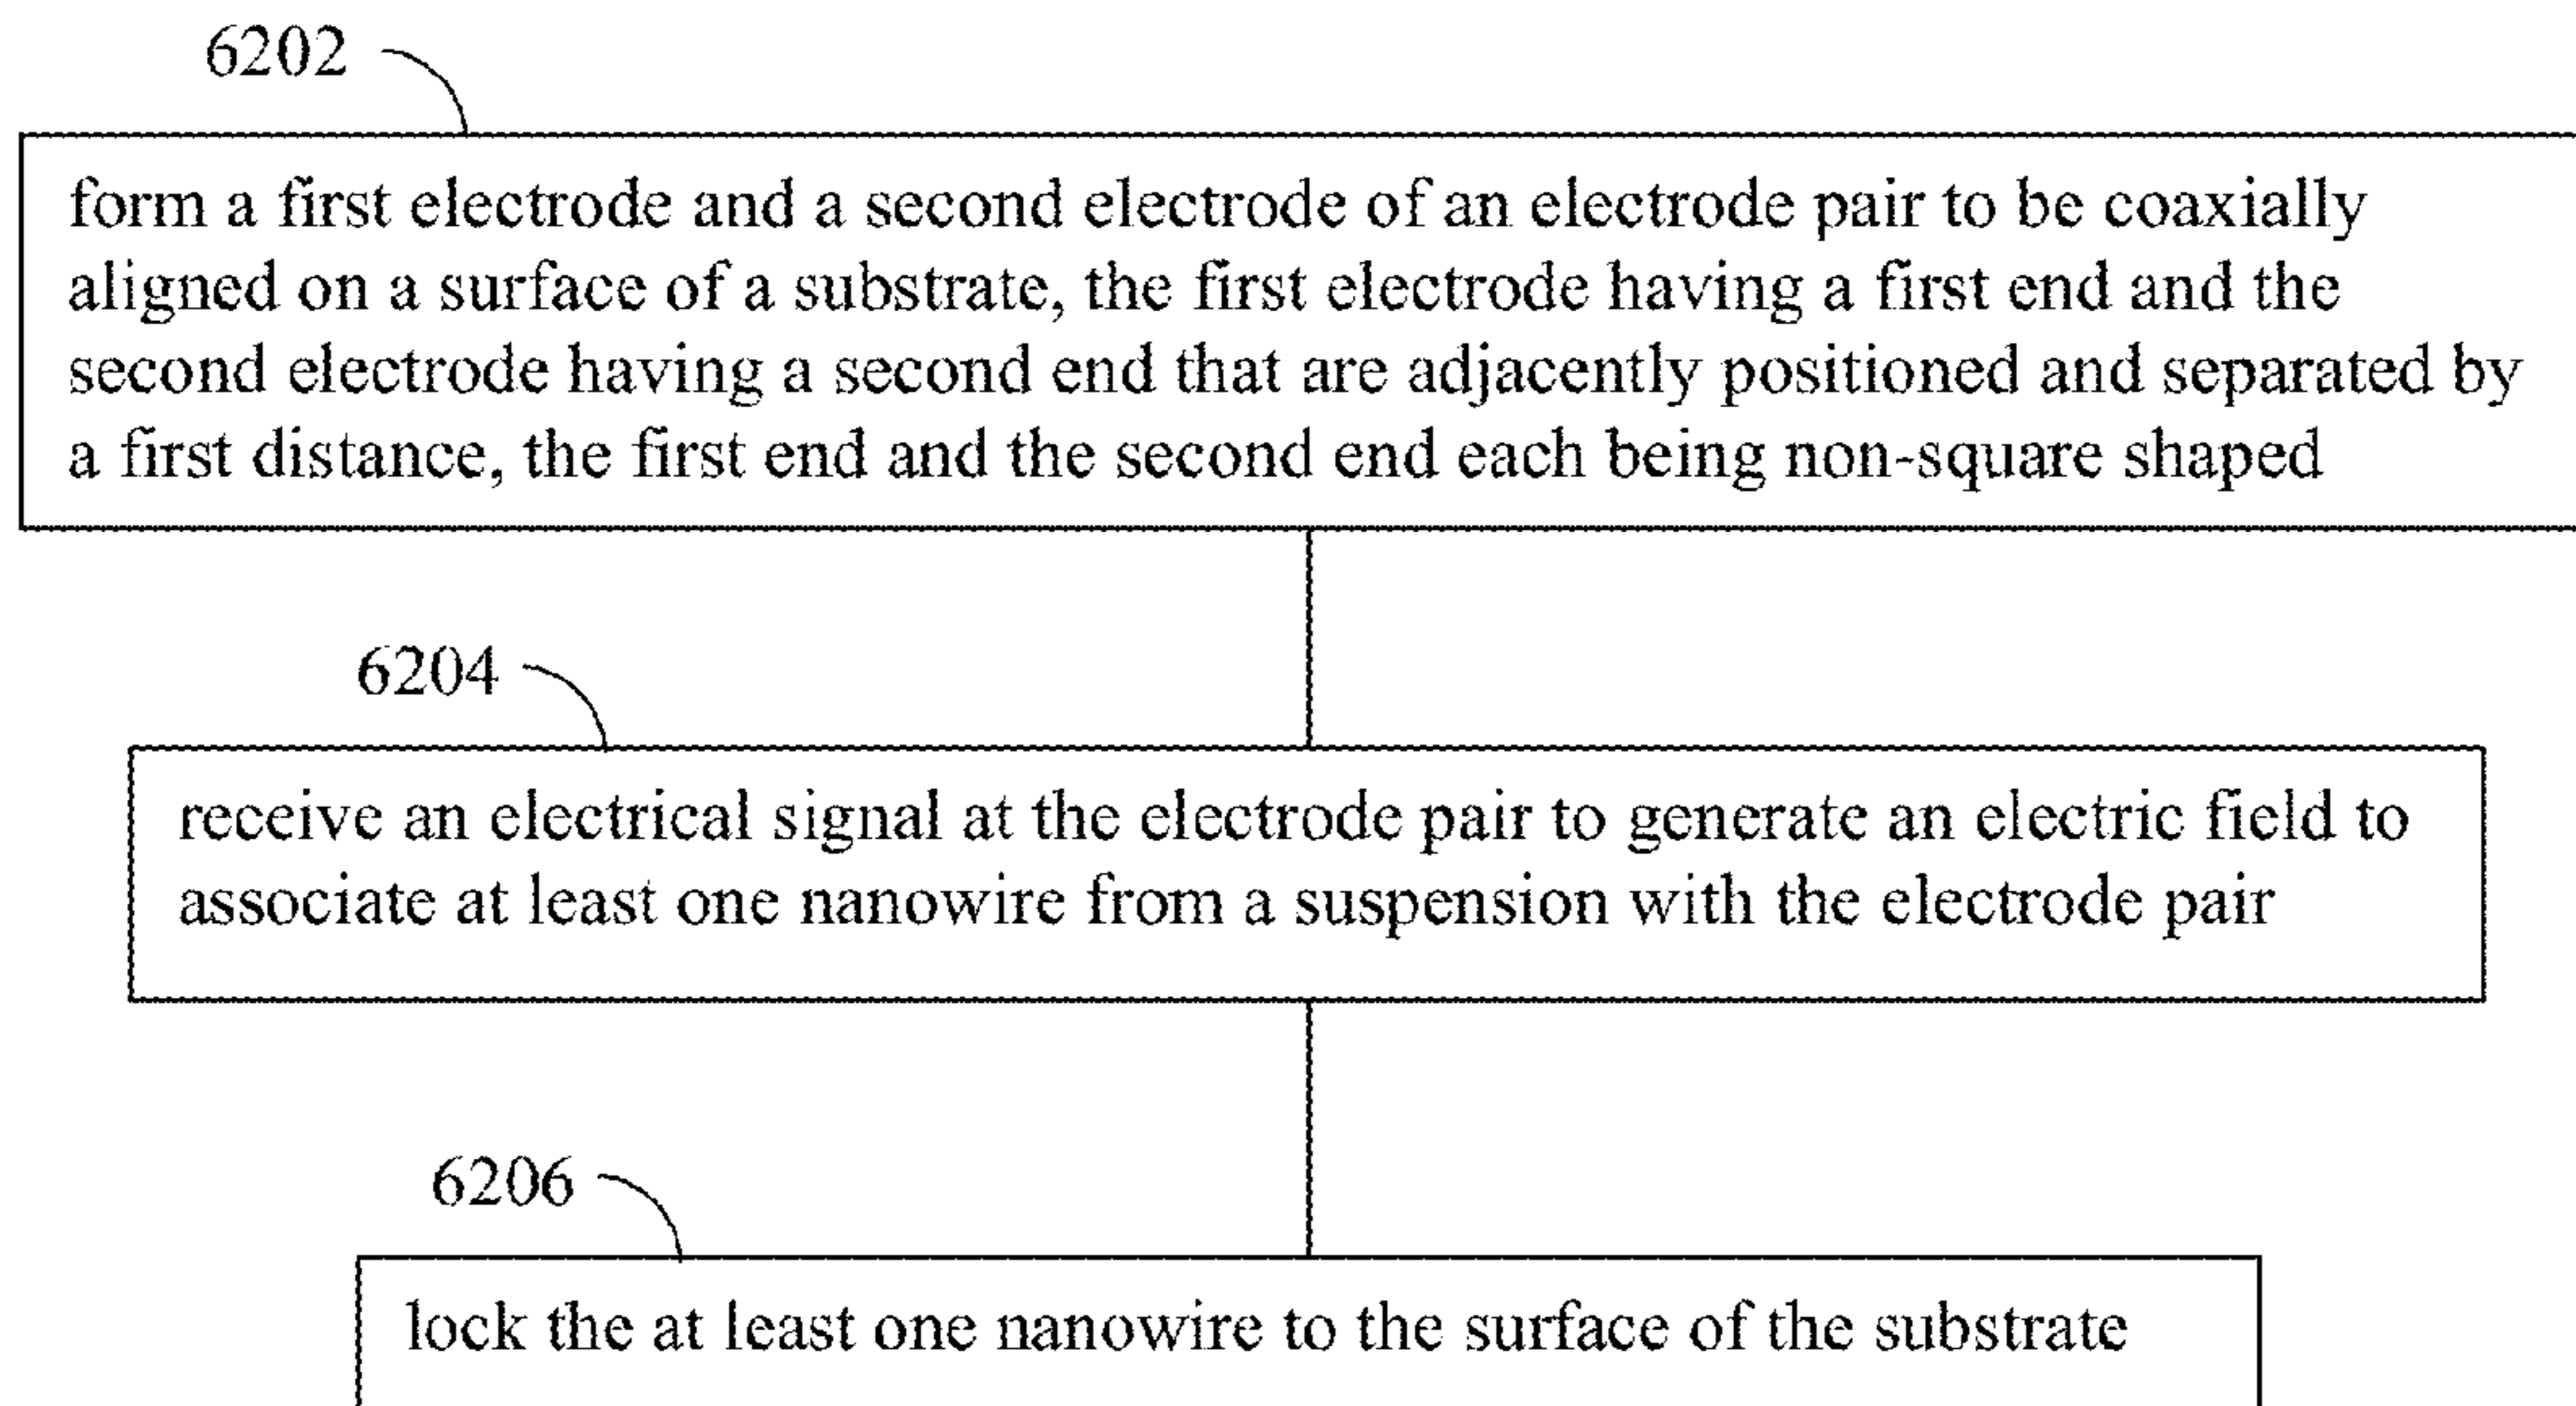 6202
form a first electrode and a second electrode of an electrode pair to be coaxially
aligned on a surface of a substrate, the first electrode having a first end and the
second electrode having a second end that are adjacently positioned and separated by
a first distance, the first end and the second end each being non-square shaped
6204
receive an electrical signal at the electrode pair to generate an electric field to
associate at least one nanowire from a suspension with the electrode pair
6206
lock the at least one nanowire to the surface of the substrate